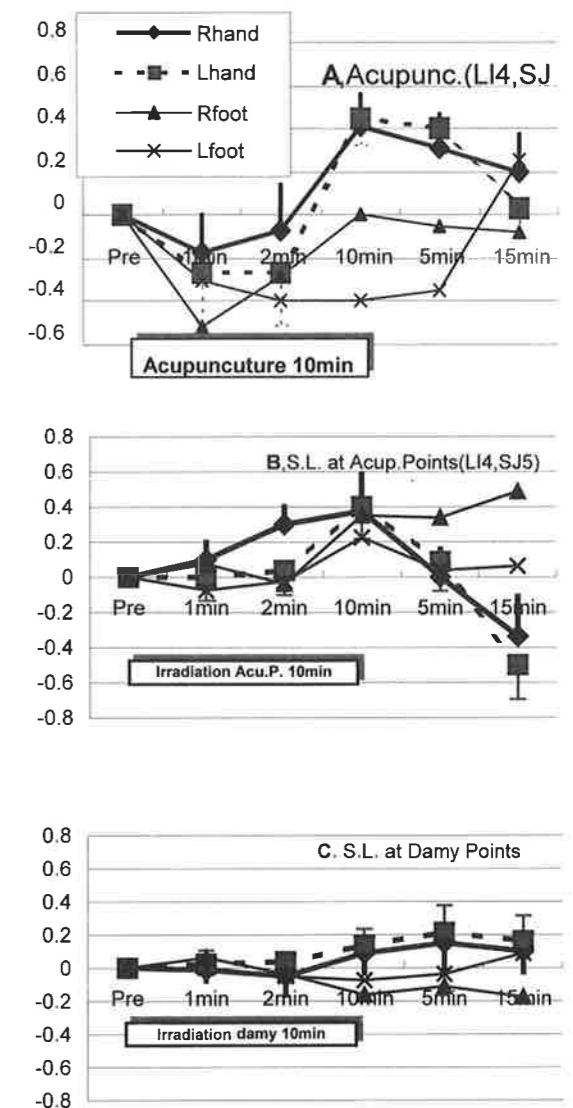 0.8
Rhand
0.6
Lhand
A,Acupunc.(LI4,SJ
0.4
Rfoot
0.2
Lfoot
0
Pre 1min 2min 10min 5min 15min
-0.2
-0.4
-0.6
Acupuncuture 10min
0.8
B,S.L. at Acup.Points(LI4,SJ5)
0.6
0.4
0.2
0
Pre 1min 2min 10min 5min 15min
-0.2
-0.4
Irradiation Acu.P. 10min
-0.6
-0.8
0.8
C. S.L. at Damy Points
0.6
0.4
0.2
0
Pre 1min 2min 10min 5min 15min
-0.2
-0.4
Irradiation damy 10min
-0.6
-0.8